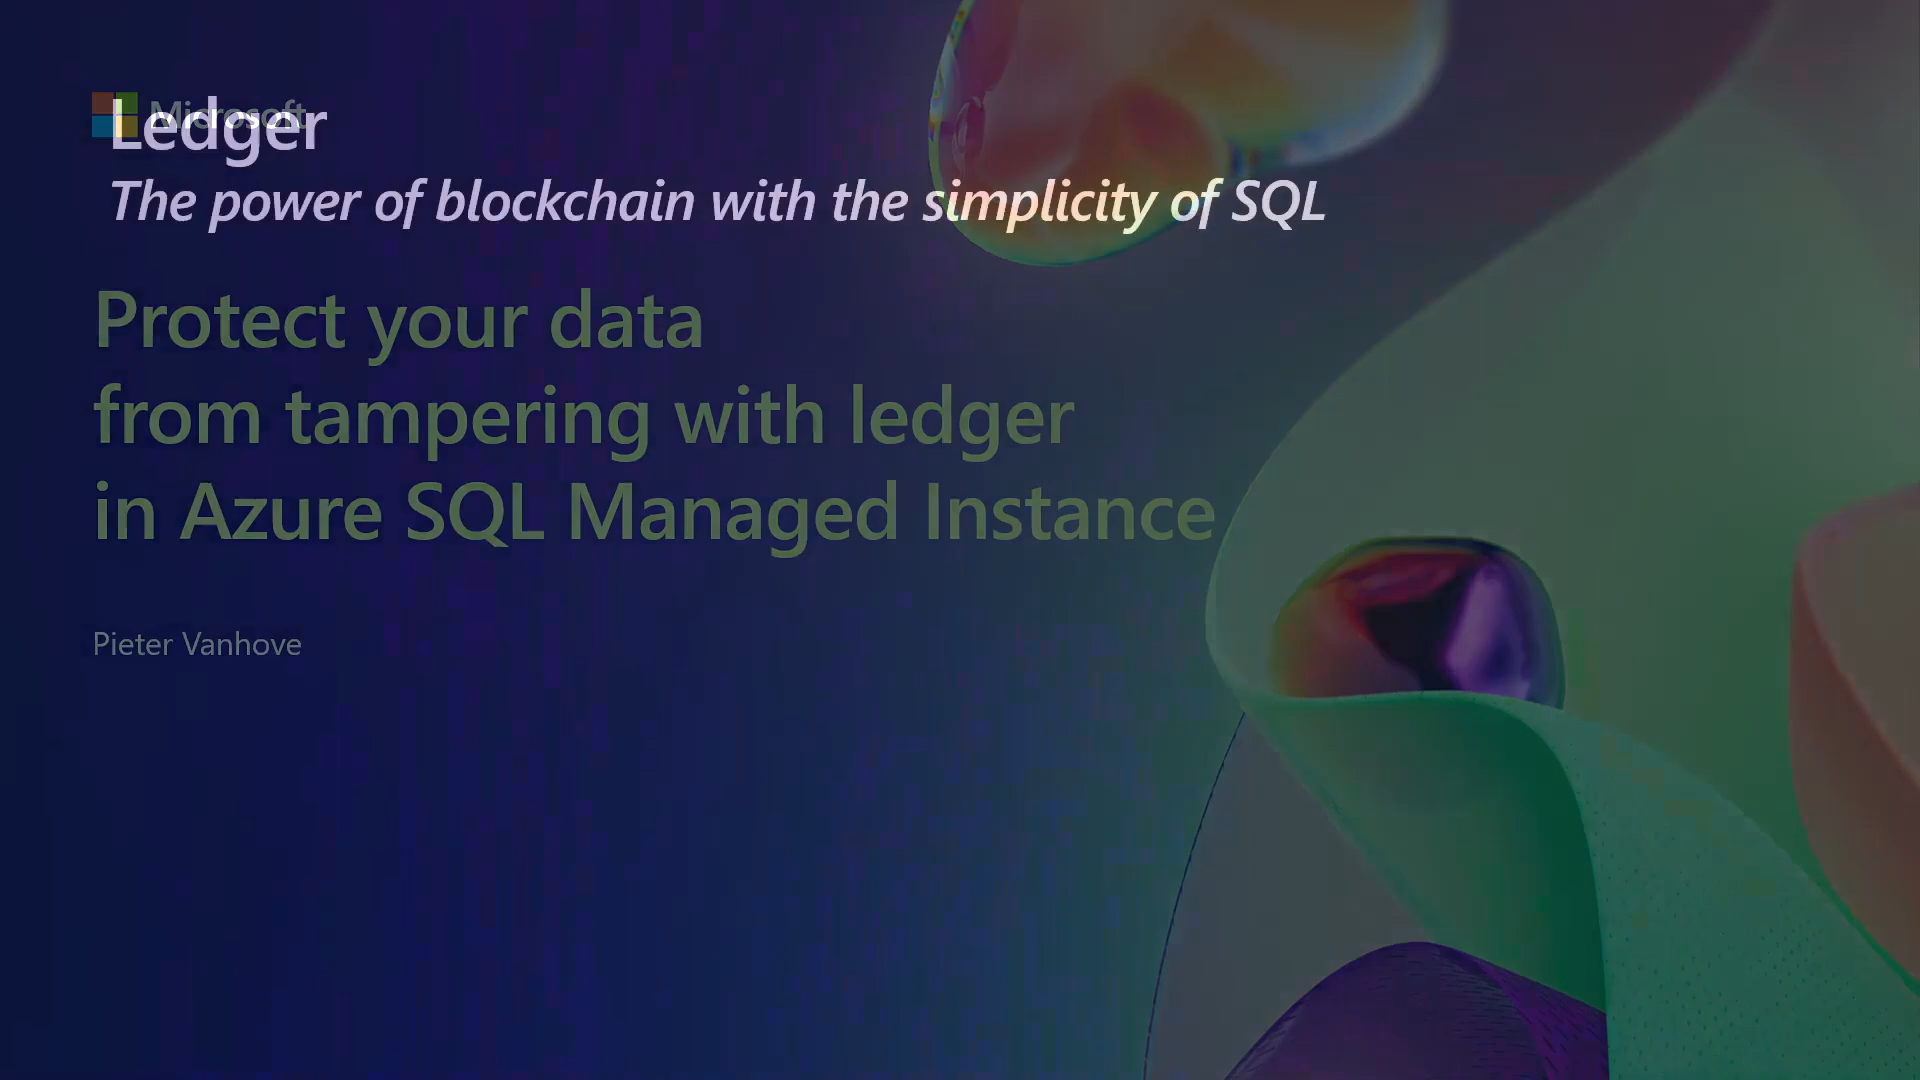 Microsoft
Ledger
The power of blockchain with the simplicity of SQL
Protect your data
from tampering with ledger
in Azure SQL Managed Instance
Pieter Vanhove